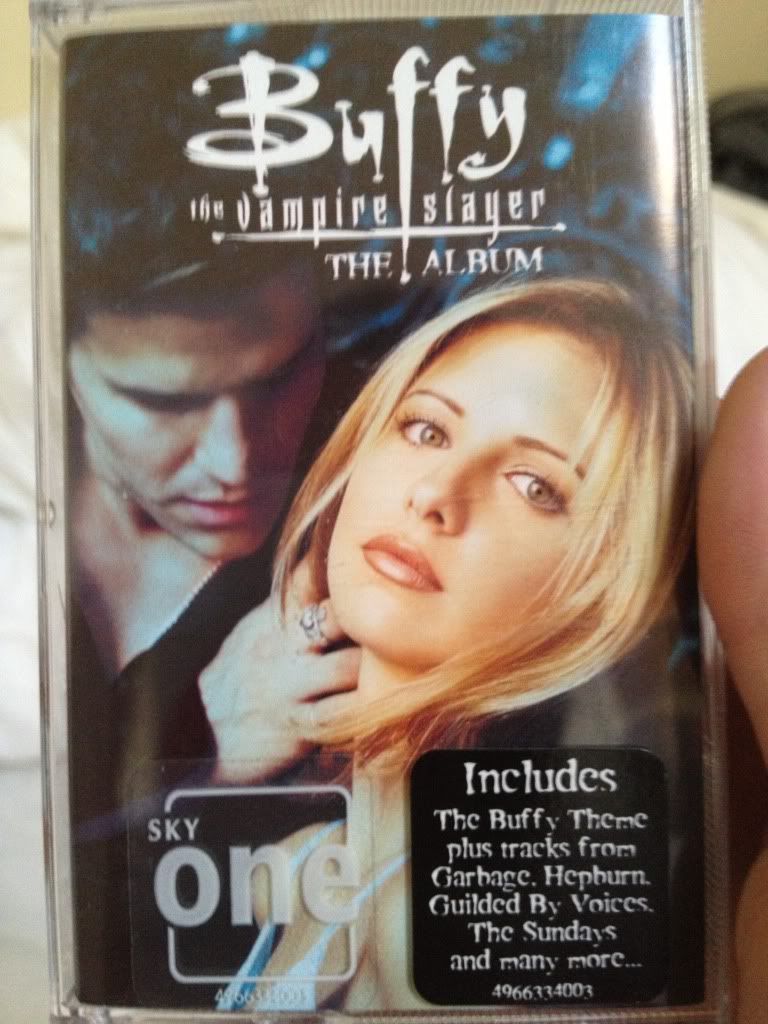 Buffy
the vampire slayer
THE ALBUM
SKY
one
4966334003
Includes
The Buffy Theme
plus tracks from
Garbage, Hepburn,
Guilded By Voices,
The Sundays
and many more...
4966334003